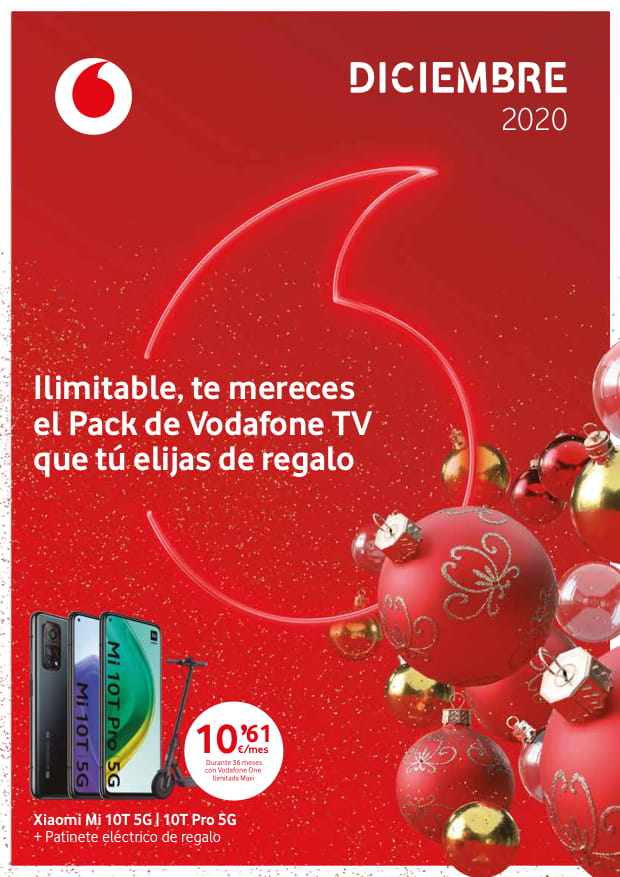 DICIEMBRE
2020
Ilimitable, te mereces
el Pack de Vodafone TV
que tú elijas de regalo
Mi 10T 5G
Mi 10T Pro 5G
10,'61
€/mes
Durante 36 meses
con Vodafone One
Ilimitada Maxi
Xiaomi Mi 10T 5G | 10T Pro 5G
+ Patinete eléctrico de regalo